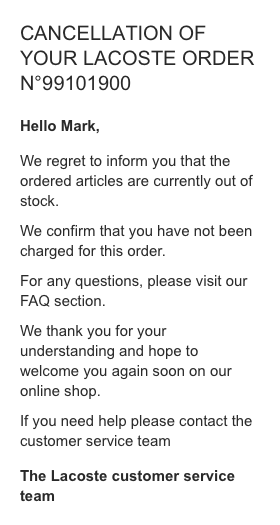 CANCELLATION OF
YOUR LACOSTE ORDER
N°99101900
Hello Mark,
We regret to inform you that the
ordered articles are currently out of
stock.
We confirm that you have not been
charged for this order.
For any questions, please visit our
FAQ section.
We thank you for your
understanding and hope to
welcome you again soon on our
online shop.
If you need help please contact the
customer service team
The Lacoste customer service
team